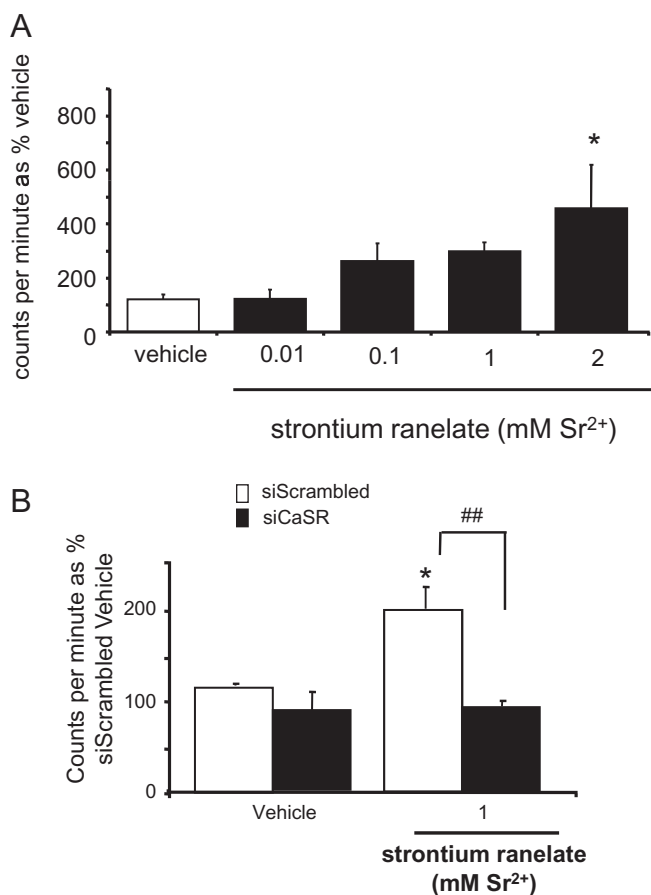 A
counts per minute as % vehicle
800
600
400
200
0
*
vehicle 0.01 0.1 1 2
strontium ranelate (mM Sr²⁺)
B
siScrambled
siCaSR
Counts per minute as %
siScrambled Vehicle
200
100
0
##
*
Vehicle 1
strontium ranelate
(mM Sr²⁺)